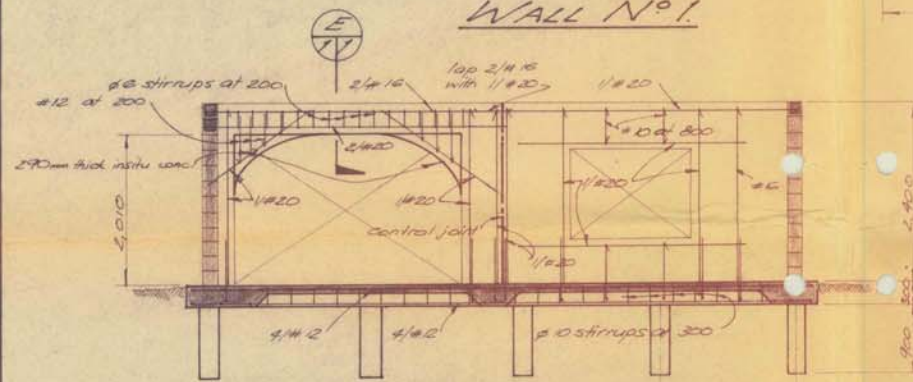 WALL Nº 1.
E
ø6 stirrups at 200
#12 at 200
290mm thick insitu conc.
2/#16
lap 2/#16
with 1/#20
1/#20
#10 at 800
2/#20
1/#20
1/#20
1/#20
#16
control joint
1/#20
2,010
2,400
300
900
4/#12
4/#12
ø10 stirrups at 300